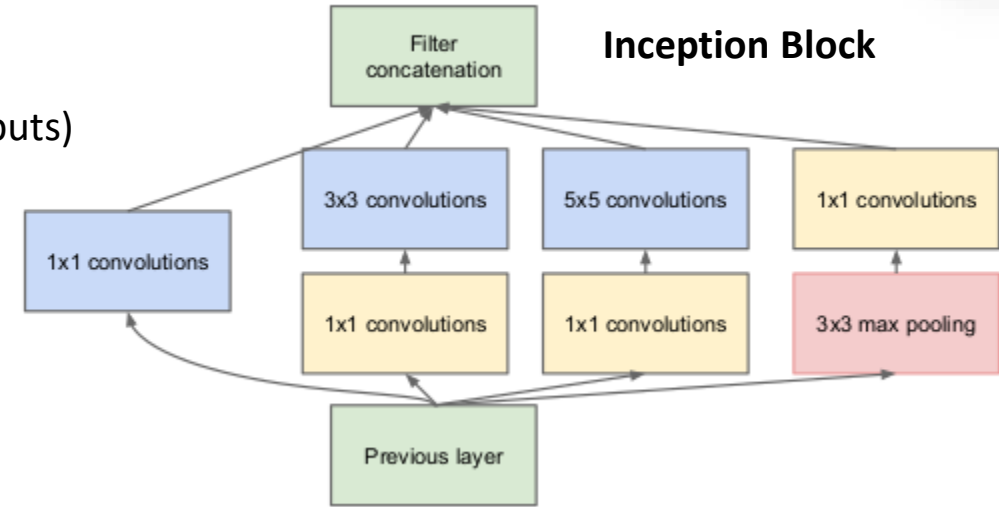 Filter
concatenation
Inception Block
puts)
3x3 convolutions
5x5 convolutions
1x1 convolutions
1x1 convolutions
1x1 convolutions
1x1 convolutions
3x3 max pooling
Previous layer